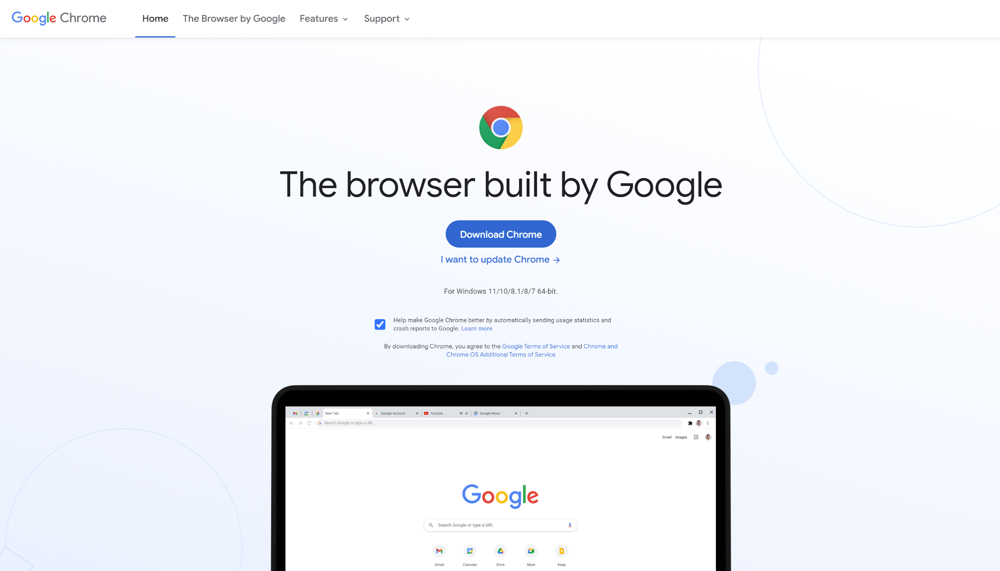 Google Chrome
Home
The Browser by Google
Features
Support
The browser built by Google
Download Chrome
I want to update Chrome →
For Windows 11/10/8.1/8/7 64-bit.
Help make Google Chrome better by automatically sending usage statistics and
crash reports to Google. Learn more
By downloading Chrome, you agree to the Google Terms of Service and Chrome and
Chrome OS Additional Terms of Service
New Tab
Google Account
Youtube
Google News
Search Google or type a URL
Gmail
Images
Google
Search Google or type a URL
Gmail
Calendar
Drive
Meet
Keep